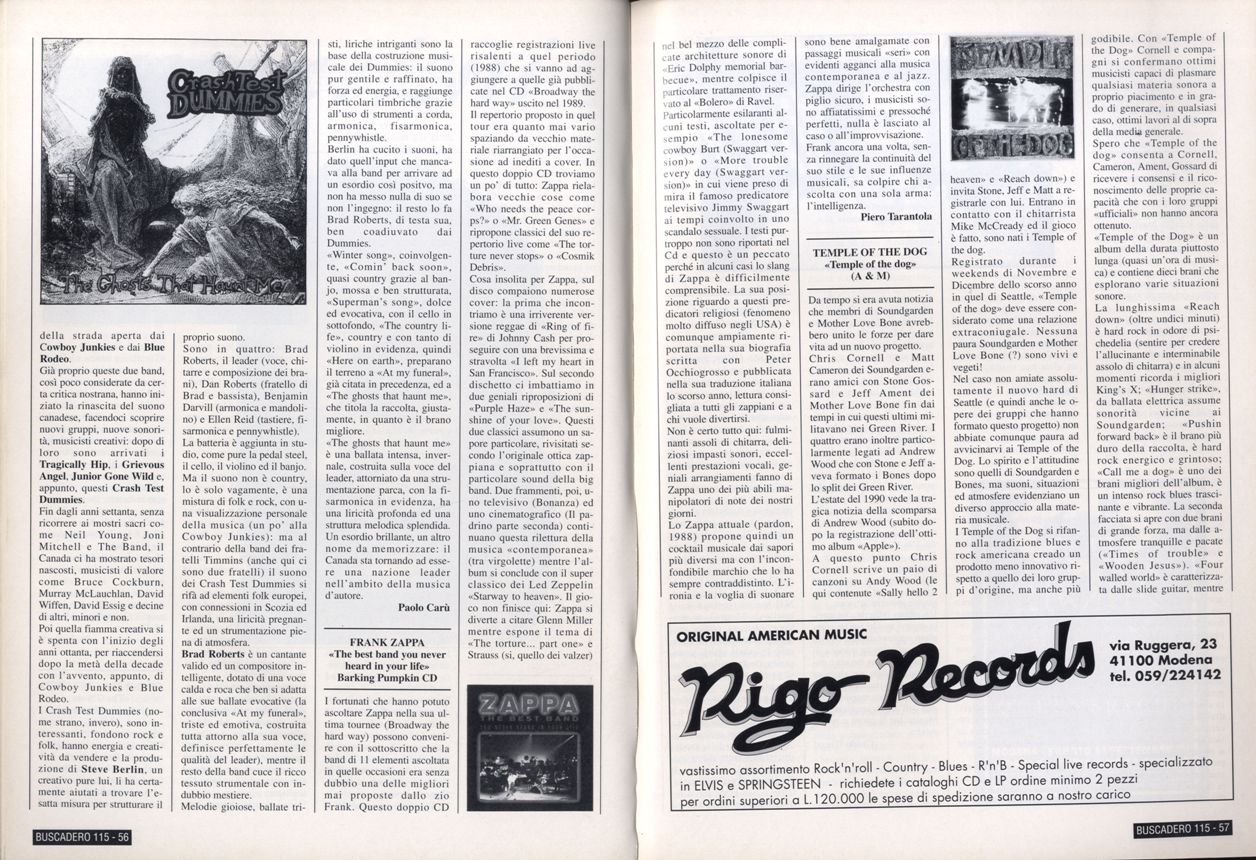 Crash Test
DUMMIES
The Ghosts That Haunt Me
della strada aperta dai
Cowboy Junkies e dai Blue
Rodeo.
Già proprio queste due band,
così poco considerate da cer-
ta critica nostrana, hanno ini-
ziato la rinascita del suono
canadese, facendoci scoprire
nuovi gruppi, nuove sonori-
tà, musicisti creativi: dopo di
loro sono arrivati i
Tragically Hip, i Grievous
Angel, Junior Gone Wild e,
appunto, questi Crash Test
Dummies.
Fin dagli anni settanta, senza
ricorrere ai mostri sacri co-
me Neil Young, Joni
Mitchell e The Band, il
Canada ci ha mostrato tesori
nascosti, musicisti di valore
come Bruce Cockburn,
Murray McLauchlan, David
Wiffen, David Essig e decine
di altri, minori e non.
Poi quella fiamma creativa si
è spenta con l'inizio degli
anni ottanta, per riaccendersi
dopo la metà della decade
con l'avvento, appunto, di
Cowboy Junkies e Blue
Rodeo.
I Crash Test Dummies (no-
me strano, invero), sono in-
teressanti, fondono rock e
folk, hanno energia e creati-
vità da vendere e la produ-
zione di Steve Berlin, un
creativo pure lui, li ha certa-
mente aiutati a trovare l'e-
satta misura per strutturare il
proprio suono.
Sono in quattro: Brad
Roberts, il leader (voce, chi-
tarre e composizione dei bra-
ni), Dan Roberts (fratello di
Brad e bassista), Benjamin
Darvill (armonica e mandoli-
no) e Ellen Reid (tastiere, fi-
sarmonica e pennywhistle).
La batteria è aggiunta in stu-
dio, come pure la pedal steel,
il cello, il violino ed il banjo.
Ma il suono non è country,
lo è solo vagamente, è una
mistura di folk e rock, con u-
na visualizzazione personale
della musica (un po' alla
Cowboy Junkies): ma al
contrario della band dei fra-
telli Timmins (anche qui ci
sono due fratelli) il suono
dei Crash Test Dummies si
rifà ad elementi folk europei,
con connessioni in Scozia ed
Irlanda, una liricità pregnan-
te ed un strumentazione pie-
na di atmosfera.
Brad Roberts è un cantante
valido ed un compositore in-
telligente, dotato di una voce
calda e roca che ben si adatta
alle sue ballate evocative (la
conclusiva «At my funeral»,
triste ed emotiva, costruita
tutta attorno alla sua voce,
definisce perfettamente le
qualità del leader), mentre il
resto della band cuce il ricco
tessuto strumentale con in-
dubbio mestiere.
Melodie gioiose, ballate tri-
sti, liriche intriganti sono la
base della costruzione musi-
cale dei Dummies: il suono
pur gentile e raffinato, ha
forza ed energia, e raggiunge
particolari timbriche grazie
all'uso di strumenti a corda,
armonica, fisarmonica,
pennywhistle.
Berlin ha cucito i suoni, ha
dato quell'input che manca-
va alla band per arrivare ad
un esordio così positvo, ma
non ha messo nulla di suo se
non l'ingegno: il resto lo fa
Brad Roberts, di testa sua,
ben coadiuvato dai
Dummies.
«Winter song», coinvolgen-
te, «Comin' back soon»,
quasi country grazie al ban-
jo, mossa e ben strutturata,
«Superman's song», dolce
ed evocativa, con il cello in
sottofondo, «The country li-
fe», country e con tanto di
violino in evidenza, quindi
«Here on earth», preparano
il terreno a «At my funeral»,
già citata in precedenza, ed a
«The ghosts that haunt me»,
che titola la raccolta, giusta-
mente, in quanto è il brano
migliore.
«The ghosts that haunt me»
è una ballata intensa, inver-
nale, costruita sulla voce del
leader, attorniato da una stru-
mentazione parca, con la fi-
sarmonica in evidenza, ha
una liricità profonda ed una
struttura melodica splendida.
Un esordio brillante, un altro
nome da memorizzare: il
Canada sta tornando ad esse-
re una nazione leader
nell'ambito della musica
d'autore.
Paolo Carù
FRANK ZAPPA
«The best band you never
heard in your life»
Barking Pumpkin CD
I fortunati che hanno potuto
ascoltare Zappa nella sua ul-
tima tournee (Broadway the
hard way) possono conveni-
re con il sottoscritto che la
band di 11 elementi ascoltata
in quelle occasioni era senza
dubbio una delle migliori
mai proposte dallo zio
Frank. Questo doppio CD
raccoglie registrazioni live
risalenti a quel periodo
(1988) che si vanno ad ag-
giungere a quelle già pubbli-
cate nel CD «Broadway the
hard way» uscito nel 1989.
Il repertorio proposto in quel
tour era quanto mai vario
spaziando da vecchio mate-
riale riarrangiato per l'occa-
sione ad inediti a cover. In
questo doppio CD troviamo
un po' di tutto: Zappa riela-
bora vecchie cose come
«Who needs the peace cor-
ps?» o «Mr. Green Genes» e
ripropone classici del suo re-
pertorio live come «The tor-
ture never stops» o «Cosmik
Debris».
Cosa insolita per Zappa, sul
disco compaiono numerose
cover: la prima che incon-
triamo è una irriverente ver-
sione reggae di «Ring of fi-
re» di Johnny Cash per pro-
seguire con una brevissima e
stravolta «I left my heart in
San Francisco». Sul secondo
dischetto ci imbattiamo in
due geniali riproposizioni di
«Purple Haze» e «The sun-
shine of your love». Questi
due classici assumono un sa-
pore particolare, rivisitati se-
condo l'originale ottica zap-
piana e soprattutto con il
particolare sound della big
band. Due frammenti, poi, u-
no televisivo (Bonanza) ed
uno cinematografico (Il pa-
drino parte seconda) conti-
nuano questa rilettura della
musica «contemporanea»
(tra virgolette) mentre l'al-
bum si conclude con il super
classico dei Led Zeppelin
«Starway to heaven». Il gio-
co non finisce qui: Zappa si
diverte a citare Glenn Miller
mentre espone il tema di
«The torture... part one» e
Strauss (si, quello dei valzer)
ZAPPA
THE BEST BAND
YOU NEVER HEARD IN YOUR LIFE
BUSCADERO 115 - 56
nel bel mezzo delle compli-
cate architetture sonore di
«Eric Dolphy memorial bar-
becue», mentre colpisce il
particolare trattamento riser-
vato al «Bolero» di Ravel.
Particolarmente esilaranti al-
cuni testi, ascoltate per e-
sempio «The lonesome
cowboy Burt (Swaggart ver-
sion)» o «More trouble
every day (Swaggart ver-
sion)» in cui viene preso di
mira il famoso predicatore
televisivo Jimmy Swaggart
ai tempi coinvolto in uno
scandalo sessuale. I testi pur-
troppo non sono riportati nel
Cd e questo è un peccato
perché in alcuni casi lo slang
di Zappa è difficilmente
comprensibile. La sua posi-
zione riguardo a questi pre-
dicatori religiosi (fenomeno
molto diffuso negli USA) è
comunque ampiamente ri-
portata nella sua biografia
scritta con Peter
Occhiogrosso e pubblicata
nella sua traduzione italiana
lo scorso anno, lettura consi-
gliata a tutti gli zappiani e a
chi vuole divertirsi.
Non è certo tutto qui: fulmi-
nanti assoli di chitarra, deli-
ziosi impasti sonori, eccel-
lenti prestazioni vocali, ge-
niali arrangiamenti fanno di
Zappa uno dei più abili ma-
nipolatori di note dei nostri
giorni.
Lo Zappa attuale (pardon,
1988) propone quindi un
cocktail musicale dai sapori
più diversi ma con l'incon-
fondibile marchio che lo ha
sempre contraddistinto. L'i-
ronia e la voglia di suonare
sono bene amalgamate con
passaggi musicali «seri» con
evidenti agganci alla musica
contemporanea e al jazz.
Zappa dirige l'orchestra con
piglio sicuro, i musicisti so-
no affiatatissimi e pressoché
perfetti, nulla è lasciato al
caso o all'improvvisazione.
Frank ancora una volta, sen-
za rinnegare la continuità del
suo stile e le sue influenze
musicali, sa colpire chi a-
scolta con una sola arma:
l'intelligenza.
Piero Tarantola
TEMPLE OF THE DOG
«Temple of the dog»
(A & M)
Da tempo si era avuta notizia
che membri di Soundgarden
e Mother Love Bone avreb-
bero unito le forze per dare
vita ad un nuovo progetto.
Chris Cornell e Matt
Cameron dei Soundgarden e-
rano amici con Stone Gos-
sard e Jeff Ament dei
Mother Love Bone fin dai
tempi in cui questi ultimi mi-
litavano nei Green River. I
quattro erano inoltre partico-
larmente legati ad Andrew
Wood che con Stone e Jeff a-
veva formato i Bones dopo
lo split dei Green River.
L'estate del 1990 vede la tra-
gica notizia della scomparsa
di Andrew Wood (subito do-
po la registrazione dell'otti-
mo album «Apple»).
A questo punto Chris
Cornell scrive un paio di
canzoni su Andy Wood (le
qui contenute «Sally hello 2
TEMPLE
OF THE DOG
heaven» e «Reach down») e
invita Stone, Jeff e Matt a re-
gistrarle con lui. Entrano in
contatto con il chitarrista
Mike McCready ed il gioco
è fatto, sono nati i Temple of
the dog.
Registrato durante i
weekends di Novembre e
Dicembre dello scorso anno
in quel di Seattle, «Temple
of the dog» deve essere con-
siderato come una relazione
extraconiugale. Nessuna
paura Soundgarden e Mother
Love Bone (?) sono vivi e
vegeti!
Nel caso non amiate assolu-
tamente il nuovo hard di
Seattle (e quindi anche le o-
pere dei gruppi che hanno
formato questo progetto) non
abbiate comunque paura ad
avvicinarvi ai Temple of the
Dog. Lo spirito e l'attitudine
sono quelli di Soundgarden e
Bones, ma suoni, situazioni
ed atmosfere evidenziano un
diverso approccio alla mate-
ria musicale.
I Temple of the Dog si rifan-
no alla tradizione blues e
rock americana creando un
prodotto meno innovativo ri-
spetto a quello dei loro grup-
pi d'origine, ma anche più
godibile. Con «Temple of
the Dog» Cornell e compa-
gni si confermano ottimi
musicisti capaci di plasmare
qualsiasi materia sonora a
proprio piacimento e in gra-
do di generare, in qualsiasi
caso, ottimi lavori al di sopra
della media generale.
Spero che «Temple of the
dog» consenta a Cornell,
Cameron, Ament, Gossard di
ricevere i consensi e il rico-
noscimento delle proprie ca-
pacità che con i loro gruppi
«ufficiali» non hanno ancora
ottenuto.
«Temple of the Dog» è un
album della durata piuttosto
lunga (quasi un'ora di musi-
ca) e contiene dieci brani che
esplorano varie situazioni
sonore.
La lunghissima «Reach
down» (oltre undici minuti)
è hard rock in odore di psi-
chedelia (sentire per credere
l'allucinante e interminabile
assolo di chitarra) e in alcuni
momenti ricorda i migliori
King's X; «Hunger strike»,
da ballata elettrica assume
sonorità vicine ai
Soundgarden; «Pushin
forward back» è il brano più
duro della raccolta, è hard
rock energico e grintoso;
«Call me a dog» è uno dei
brani migliori dell'album, è
un intenso rock blues trasci-
nante e vibrante. La seconda
facciata si apre con due brani
di grande forza, ma dalle a-
tmosfere tranquille e pacate
(«Times of trouble» e
«Wooden Jesus»). «Four
walled world» è caratterizza-
ta dalle slide guitar, mentre
ORIGINAL AMERICAN MUSIC
Rigo Records
via Ruggera, 23
41100 Modena
tel. 059/224142
vastissimo assortimento Rock'n'roll - Country - Blues - R'n'B - Special live records - specializzato
in ELVIS e SPRINGSTEEN - richiedete i cataloghi CD e LP ordine minimo 2 pezzi
per ordini superiori a L.120.000 le spese di spedizione saranno a nostro carico
BUSCADERO 115 - 57